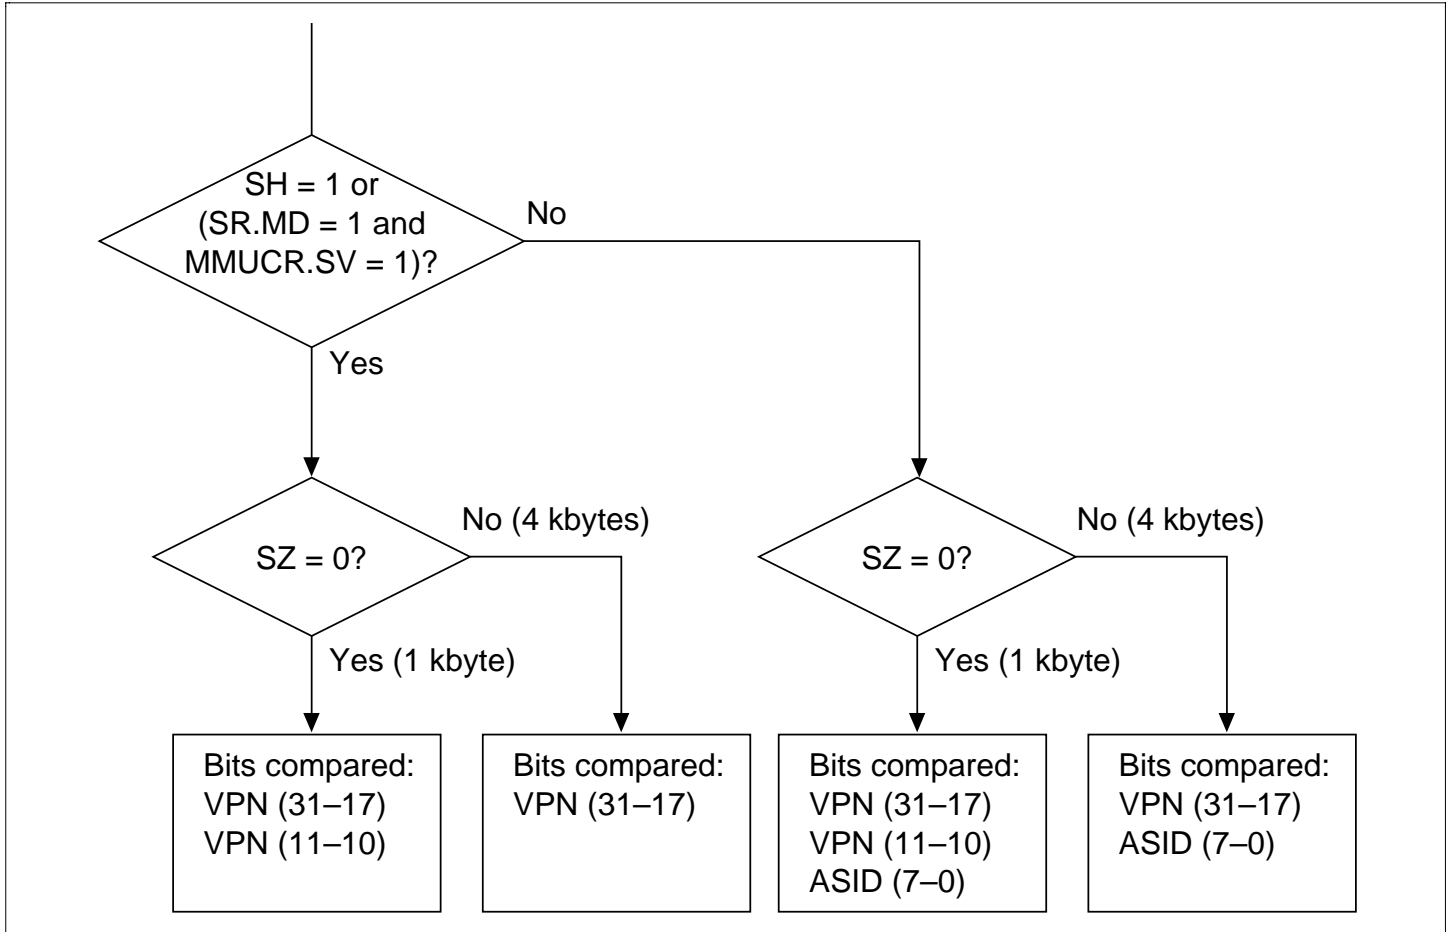 SH = 1 or
(SR.MD = 1 and
MMUCR.SV = 1)?
No
Yes
SZ = 0?
No (4 kbytes)
Yes (1 kbyte)
SZ = 0?
No (4 kbytes)
Yes (1 kbyte)
Bits compared:
VPN (31–17)
VPN (11–10)
Bits compared:
VPN (31–17)
Bits compared:
VPN (31–17)
VPN (11–10)
ASID (7–0)
Bits compared:
VPN (31–17)
ASID (7–0)